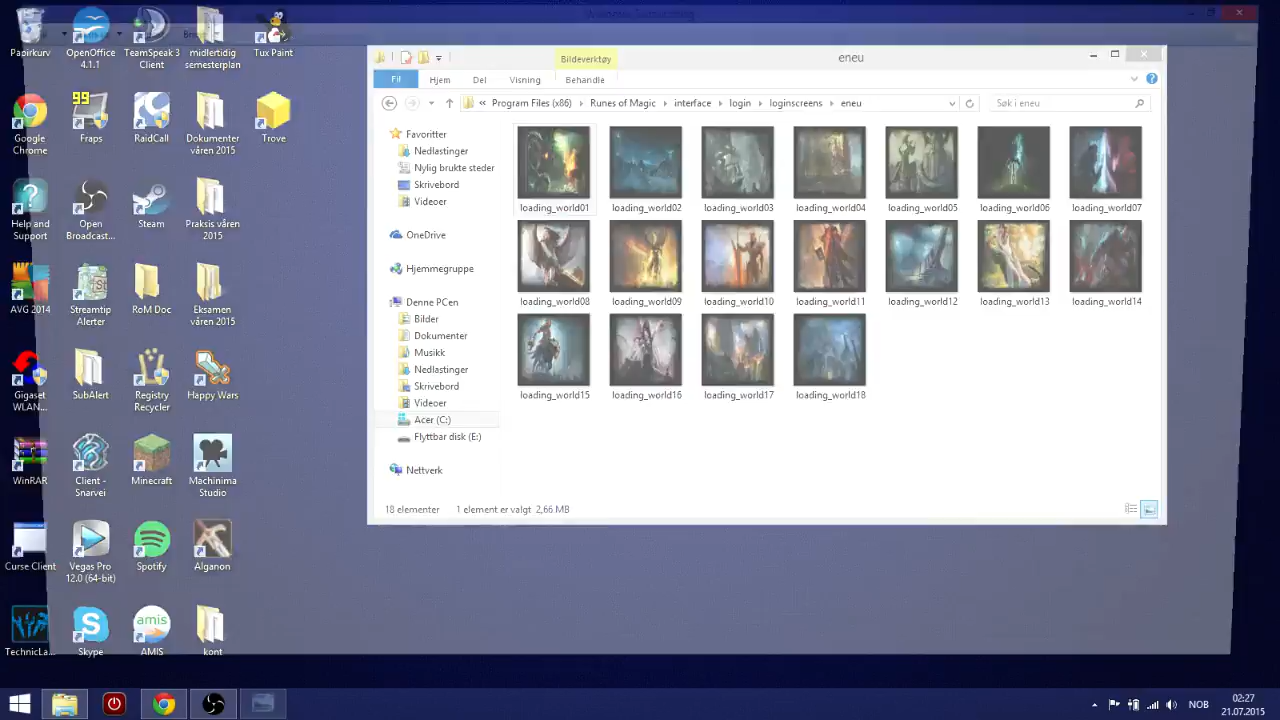 Papirkurv
OpenOffice
4.1.1
TeamSpeak 3
Client
midlertidig
semesterplan
Tux Paint
Google
Chrome
99
Fraps
RaidCall
Dokumenter
våren 2015
Trove
Help and
Support
Open
Broadcast...
Steam
Praksis våren
2015
AVG 2014
Streamtip
Alerter
RoM Doc
Eksamen
våren 2015
Gigaset
WLAN...
SubAlert
Registry
Recycler
Happy Wars
WinRAR
Client -
Snarvei
Minecraft
Machinima
Studio
Curse Client
Vegas Pro
12.0 (64-bit)
Spotify
Alganon
TechnicLa...
Skype
amis
AMIS
kont
Bildeverktøy
eneu
Fil
Hjem
Del
Visning
Behandle
« Program Files (x86) Runes of Magic interface login loginscreens eneu
Søk i eneu
Favoritter
Nedlastinger
Nylig brukte steder
Skrivebord
Videoer
OneDrive
Hjemmegruppe
Denne PCen
Bilder
Dokumenter
Musikk
Nedlastinger
Skrivebord
Videoer
Acer (C:)
Flyttbar disk (E:)
Nettverk
loading_world01 loading_world02 loading_world03 loading_world04 loading_world05 loading_world06 loading_world07
loading_world08 loading_world09 loading_world10 loading_world11 loading_world12 loading_world13 loading_world14
loading_world15 loading_world16 loading_world17 loading_world18
18 elementer 1 element er valgt 2,66 MB
NOB
02:27
21.07.2015